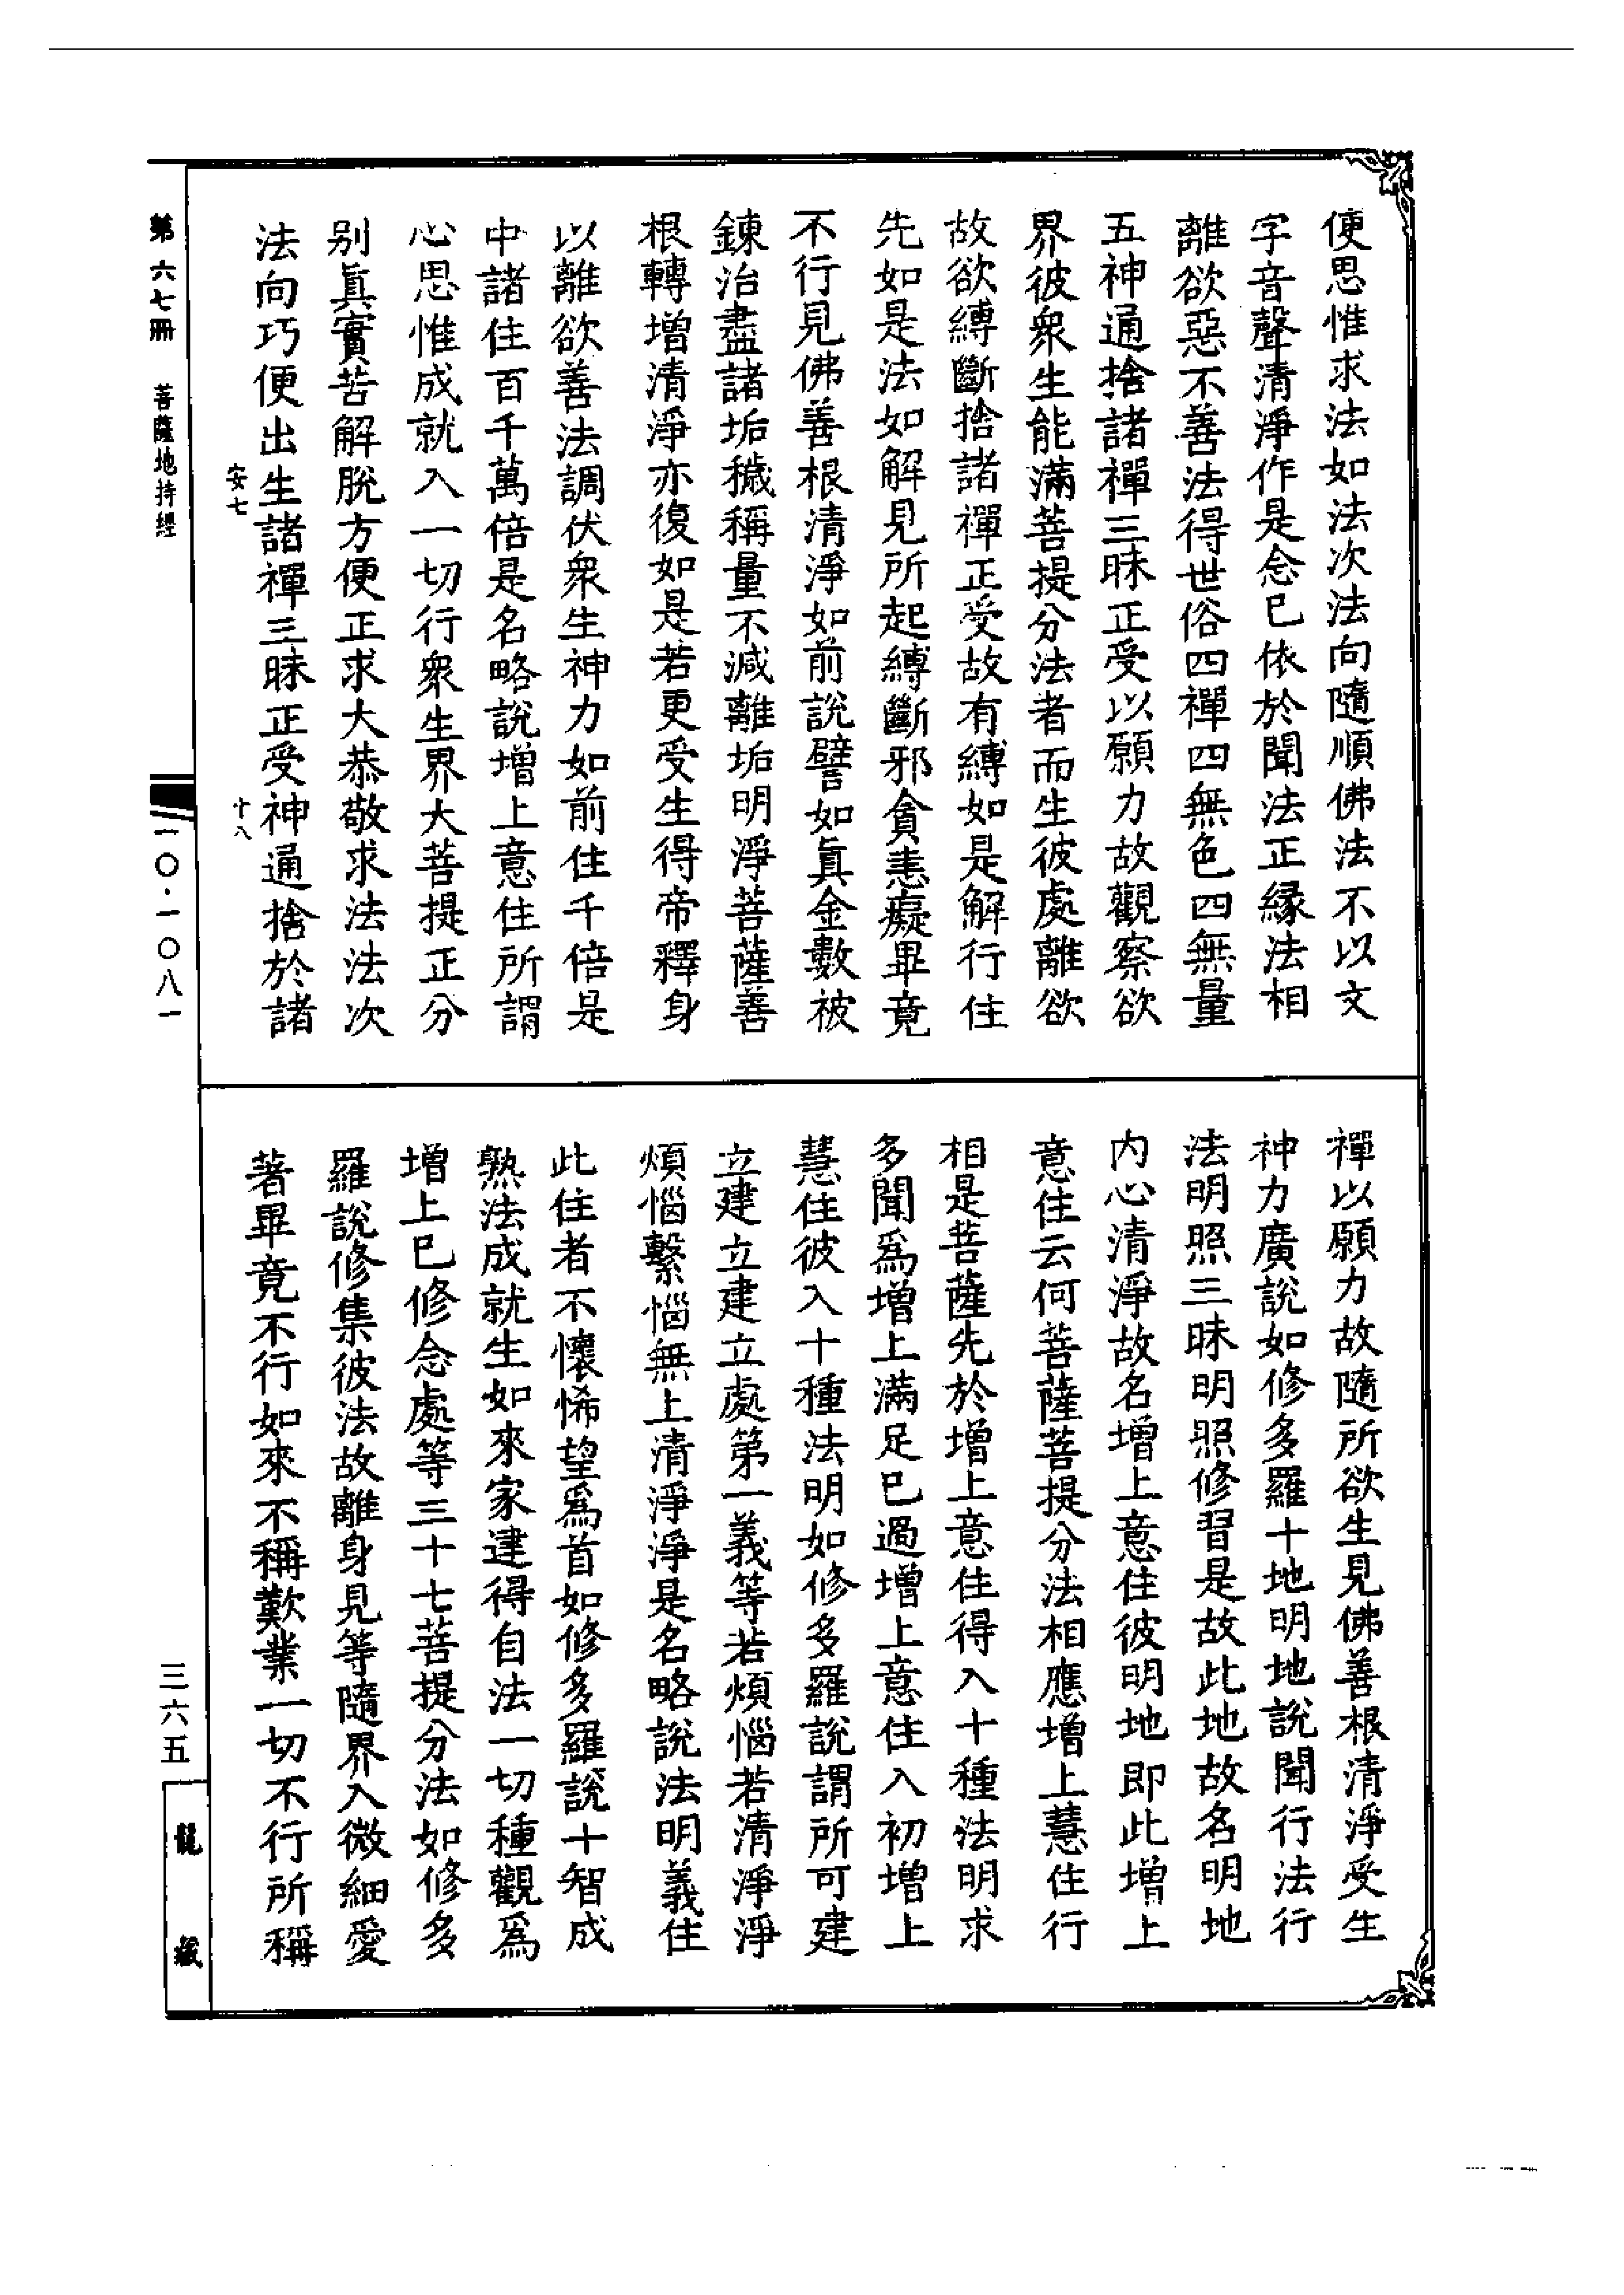 便思惟求法如法次法向隨順佛法不以文
字音聲清淨作是念已依於聞法正緣法相
離欲惡不善法得世俗四禪四無色四無量
五神通捨諸禪三昧正受以願力故觀察欲
界彼衆生能滿菩提分法者而生彼處離欲
故欲縛斷捨諸禪正受故有縛如是解行住
先如是法如解見所起縛斷邪貪恚癡畢竟
不行見佛善根清淨如前說譬如眞金數被
鍊治盡諸垢穢稱量不減離垢明淨菩薩善
根轉增清淨亦復如是若更受生得帝釋身
以離欲善法調伏衆生神力如前住千倍是
中諸住百千萬倍是名略說增上意住所謂
心思惟成就入一切行衆生界大菩提正分
別眞實苦解脫方便正求大恭敬求法法次
法向巧便出生諸禪三昧正受神通捨於諸
禪以願力故隨所欲生見佛善根清淨受生
神力廣說如修多羅十地明地說聞行法行
法明照三昧明照修習是故此地故名明地
内心清淨故名增上意住彼明地即此增上
意住云何菩薩菩提分法相應增上慧住行
相是菩薩先於增上意住得入十種法明求
多聞爲增上滿足已過增上意住入初增上
慧住彼入十種法明如修多羅說謂所可建
立建立建立處第一義等若煩惱若清淨淨
煩惱繫惱無上清淨淨是名略說法明義住
此住者不懷悕望爲首如修多羅說十智成
熟法成就生如來家逮得自法一切種觀爲
增上已修念處等三十七菩提分法如修多
羅說修集彼法故離身見等隨界入微細愛
著畢竟不行如來不稱歎業一切不行所稱
安七
十八
第六七冊
菩薩地持經
一〇·一〇八一
三六五
龍藏